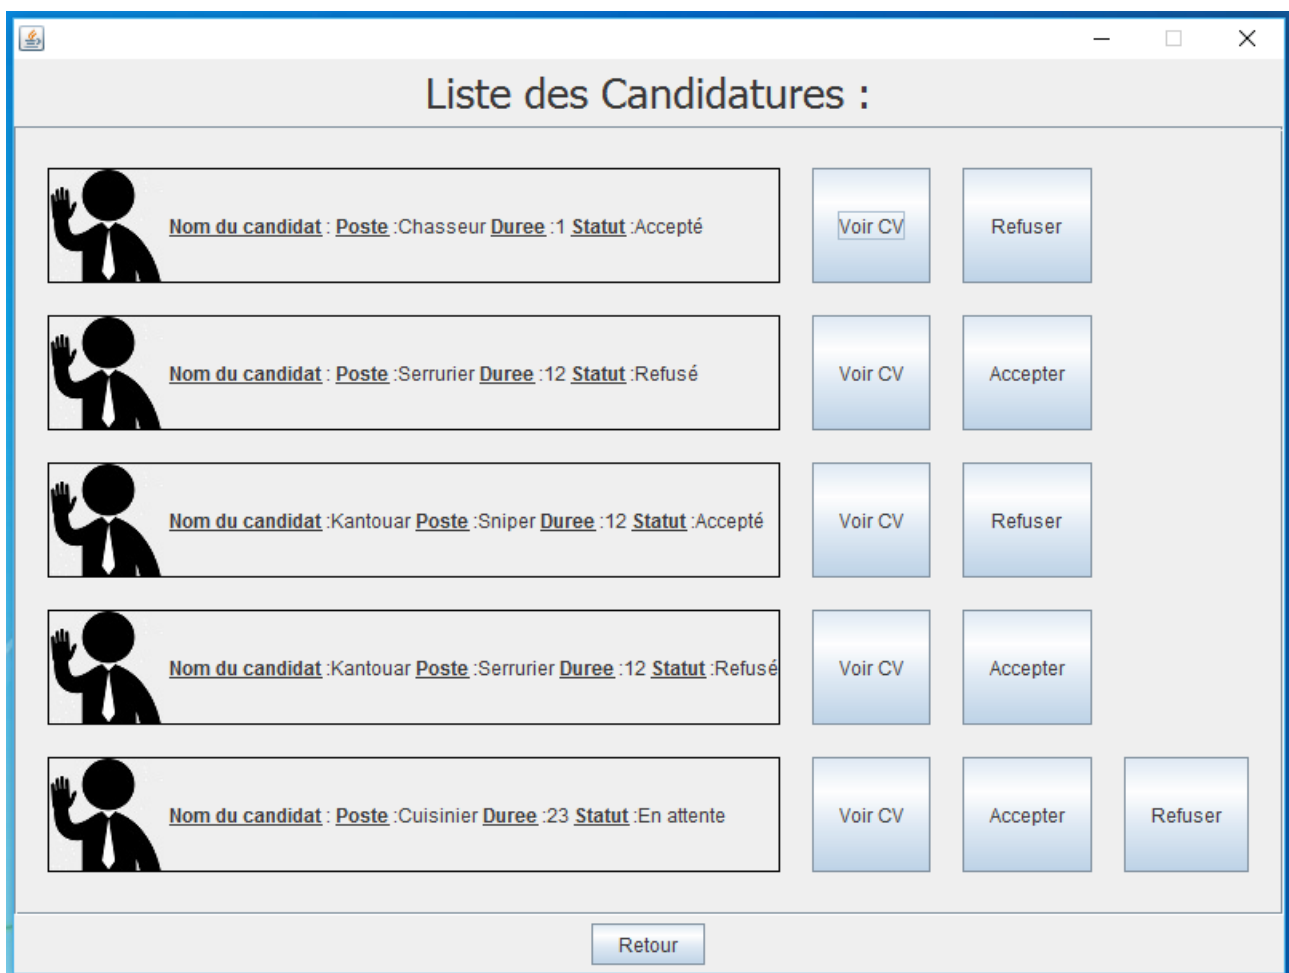 Liste des Candidatures :
Nom du candidat : Poste :Chasseur Duree :1 Statut :Accepté Voir CV Refuser
Nom du candidat : Poste :Serrurier Duree :12 Statut :Refusé Voir CV Accepter
Nom du candidat :Kantouar Poste :Sniper Duree :12 Statut :Accepté Voir CV Refuser
Nom du candidat :Kantouar Poste :Serrurier Duree :12 Statut :Refusé Voir CV Accepter
Nom du candidat : Poste :Cuisinier Duree :23 Statut :En attente Voir CV Accepter Refuser
Retour